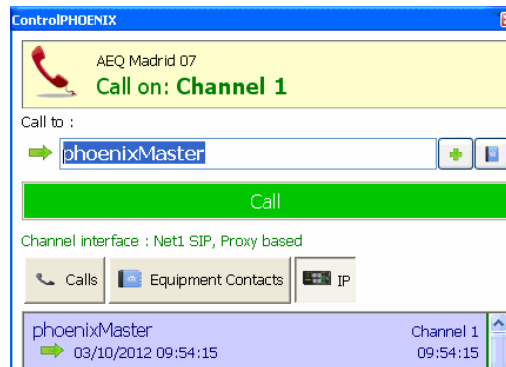 ControlPHOENIX
AEQ Madrid 07
Call on: Channel 1
Call to :
phoenixMaster
Call
Channel interface : Net1 SIP, Proxy based
Calls Equipment Contacts IP
phoenixMaster Channel 1
03/10/2012 09:54:15 09:54:15